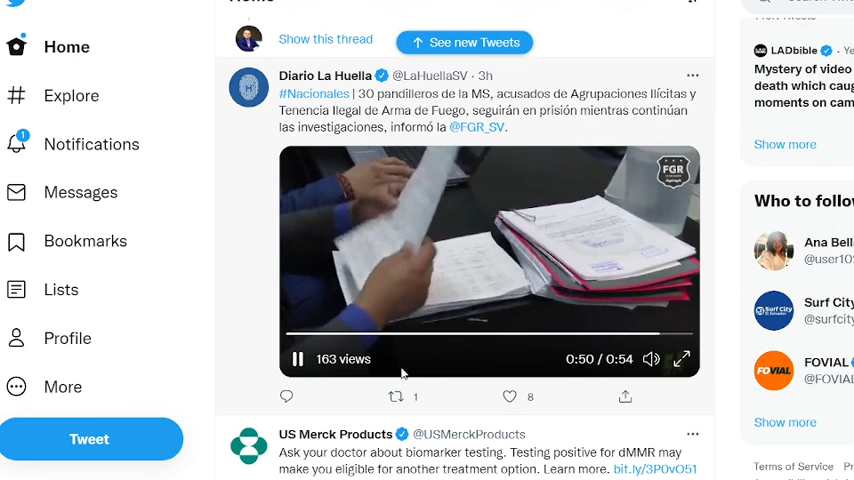 Home
Explore
1
Notifications
Messages
Bookmarks
Lists
Profile
More
Tweet
Show this thread
↑ See new Tweets
Diario La Huella @LaHuellaSV · 3h
#Nacionales | 30 pandilleros de la MS, acusados de Agrupaciones Ilícitas y
Tenencia Ilegal de Arma de Fuego, seguirán en prisión mientras continúan
las investigaciones, informó la @FGR_SV.
FGR
163 views
0:50 / 0:54
1
8
US Merck Products @USMerckProducts
Ask your doctor about biomarker testing. Testing positive for dMMR may
make you eligible for another treatment option. Learn more. bit.ly/3P0vO51
LADbible · Ye
Mystery of video
death which caug
moments on cam
Show more
Who to follow
Ana Bell
@user102
Surf City
@surfcity
FOVIAL
FOVIAL
@FOVIAL
Show more
Terms of Service Pr